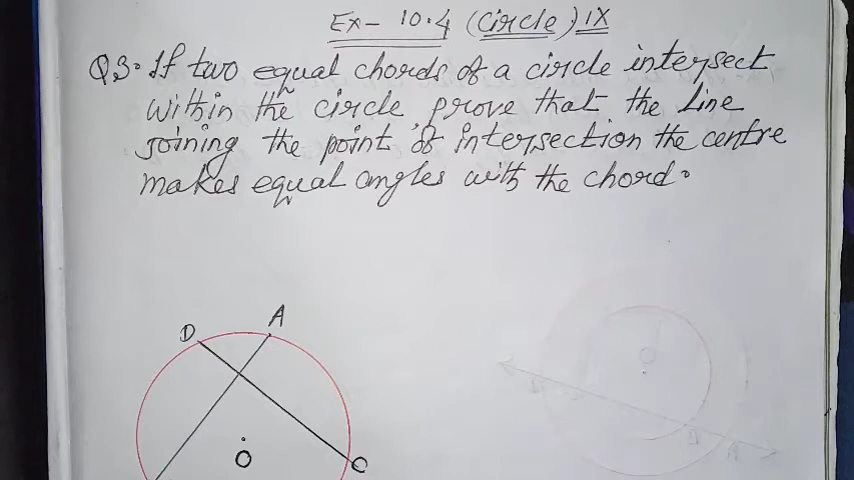 Ex- 10.4 (Circle) IX
Q3. If two equal chords of a circle intersect
within the circle, prove that the line
joining the point of intersection the centre
makes equal angles with the chord.
D A
O C